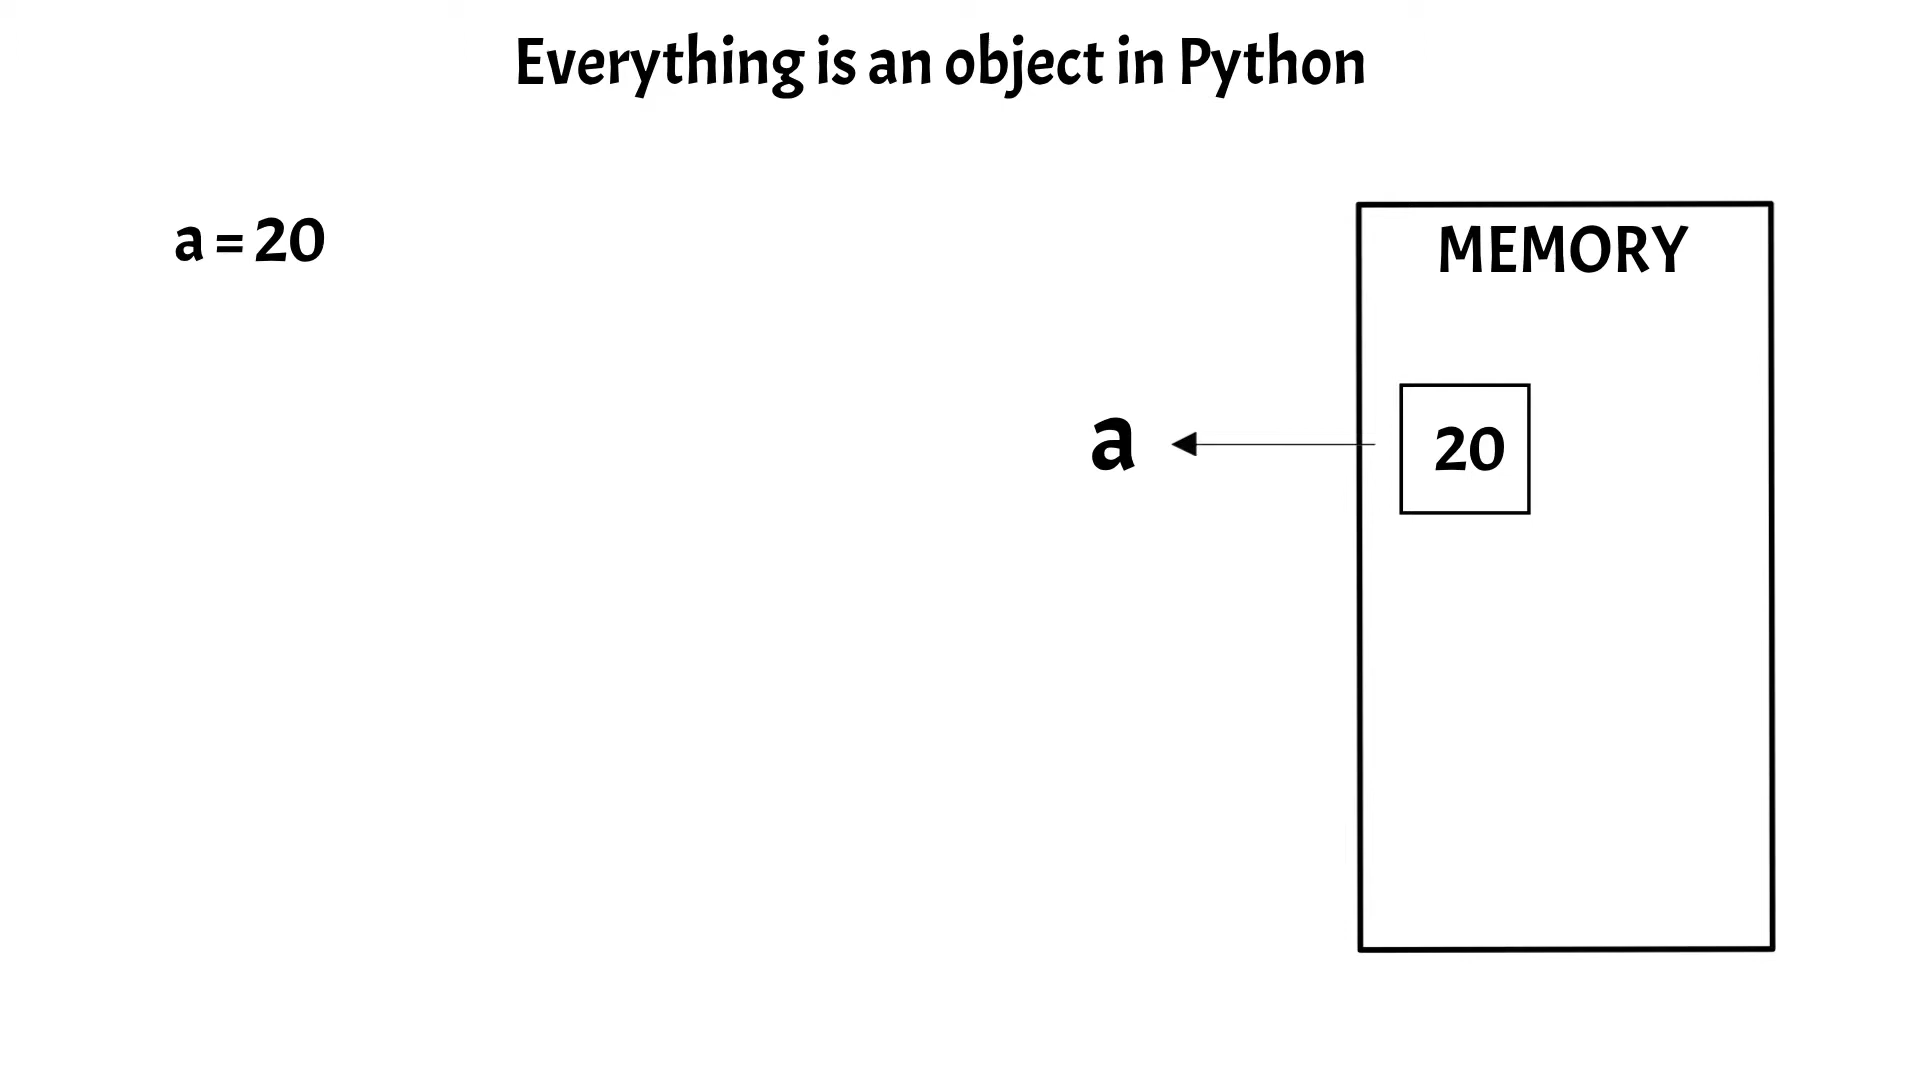 Everything is an object in Python
a = 20
MEMORY
a
20